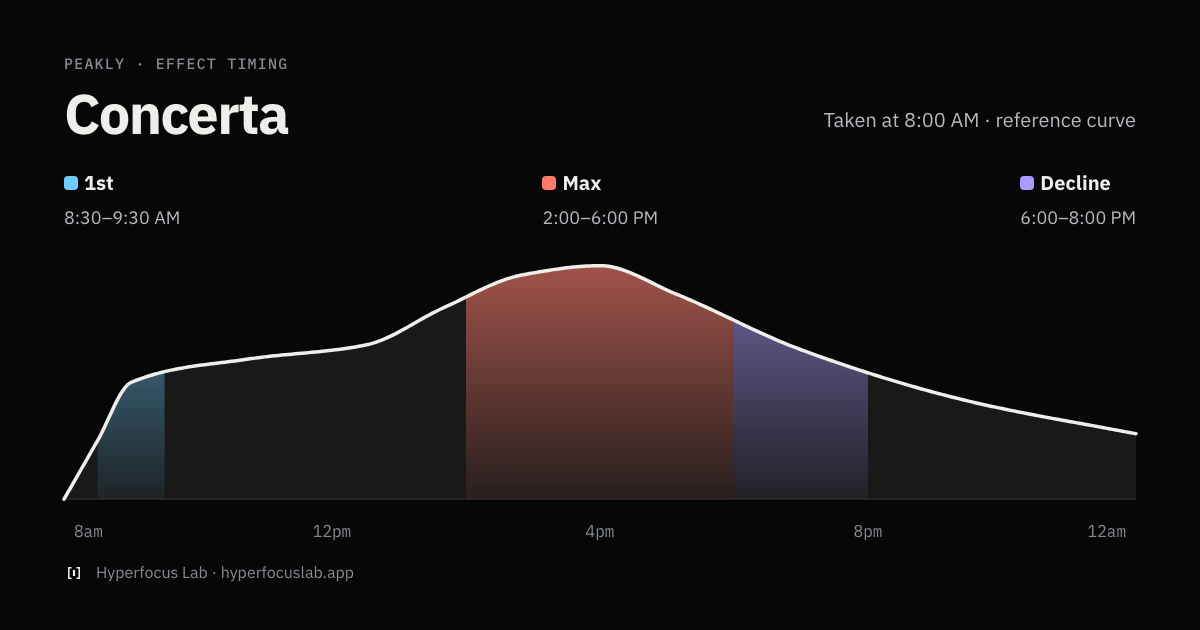 PEAKLY · EFFECT TIMING
Concerta
Taken at 8:00 AM · reference curve
1st
Max
Decline
8:30–9:30 AM
2:00–6:00 PM
6:00–8:00 PM
8am
12pm
4pm
8pm
12am
Hyperfocus Lab · hyperfocuslab.app